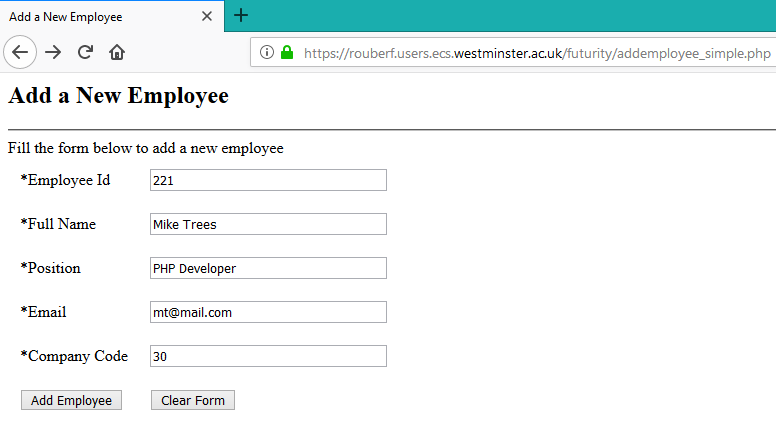 Add a New Employee
https://rouberf.users.ecs.westminster.ac.uk/futurity/addemployee_simple.php
Add a New Employee
Fill the form below to add a new employee
*Employee Id 221
*Full Name Mike Trees
*Position PHP Developer
*Email mt@mail.com
*Company Code 30
Add Employee Clear Form